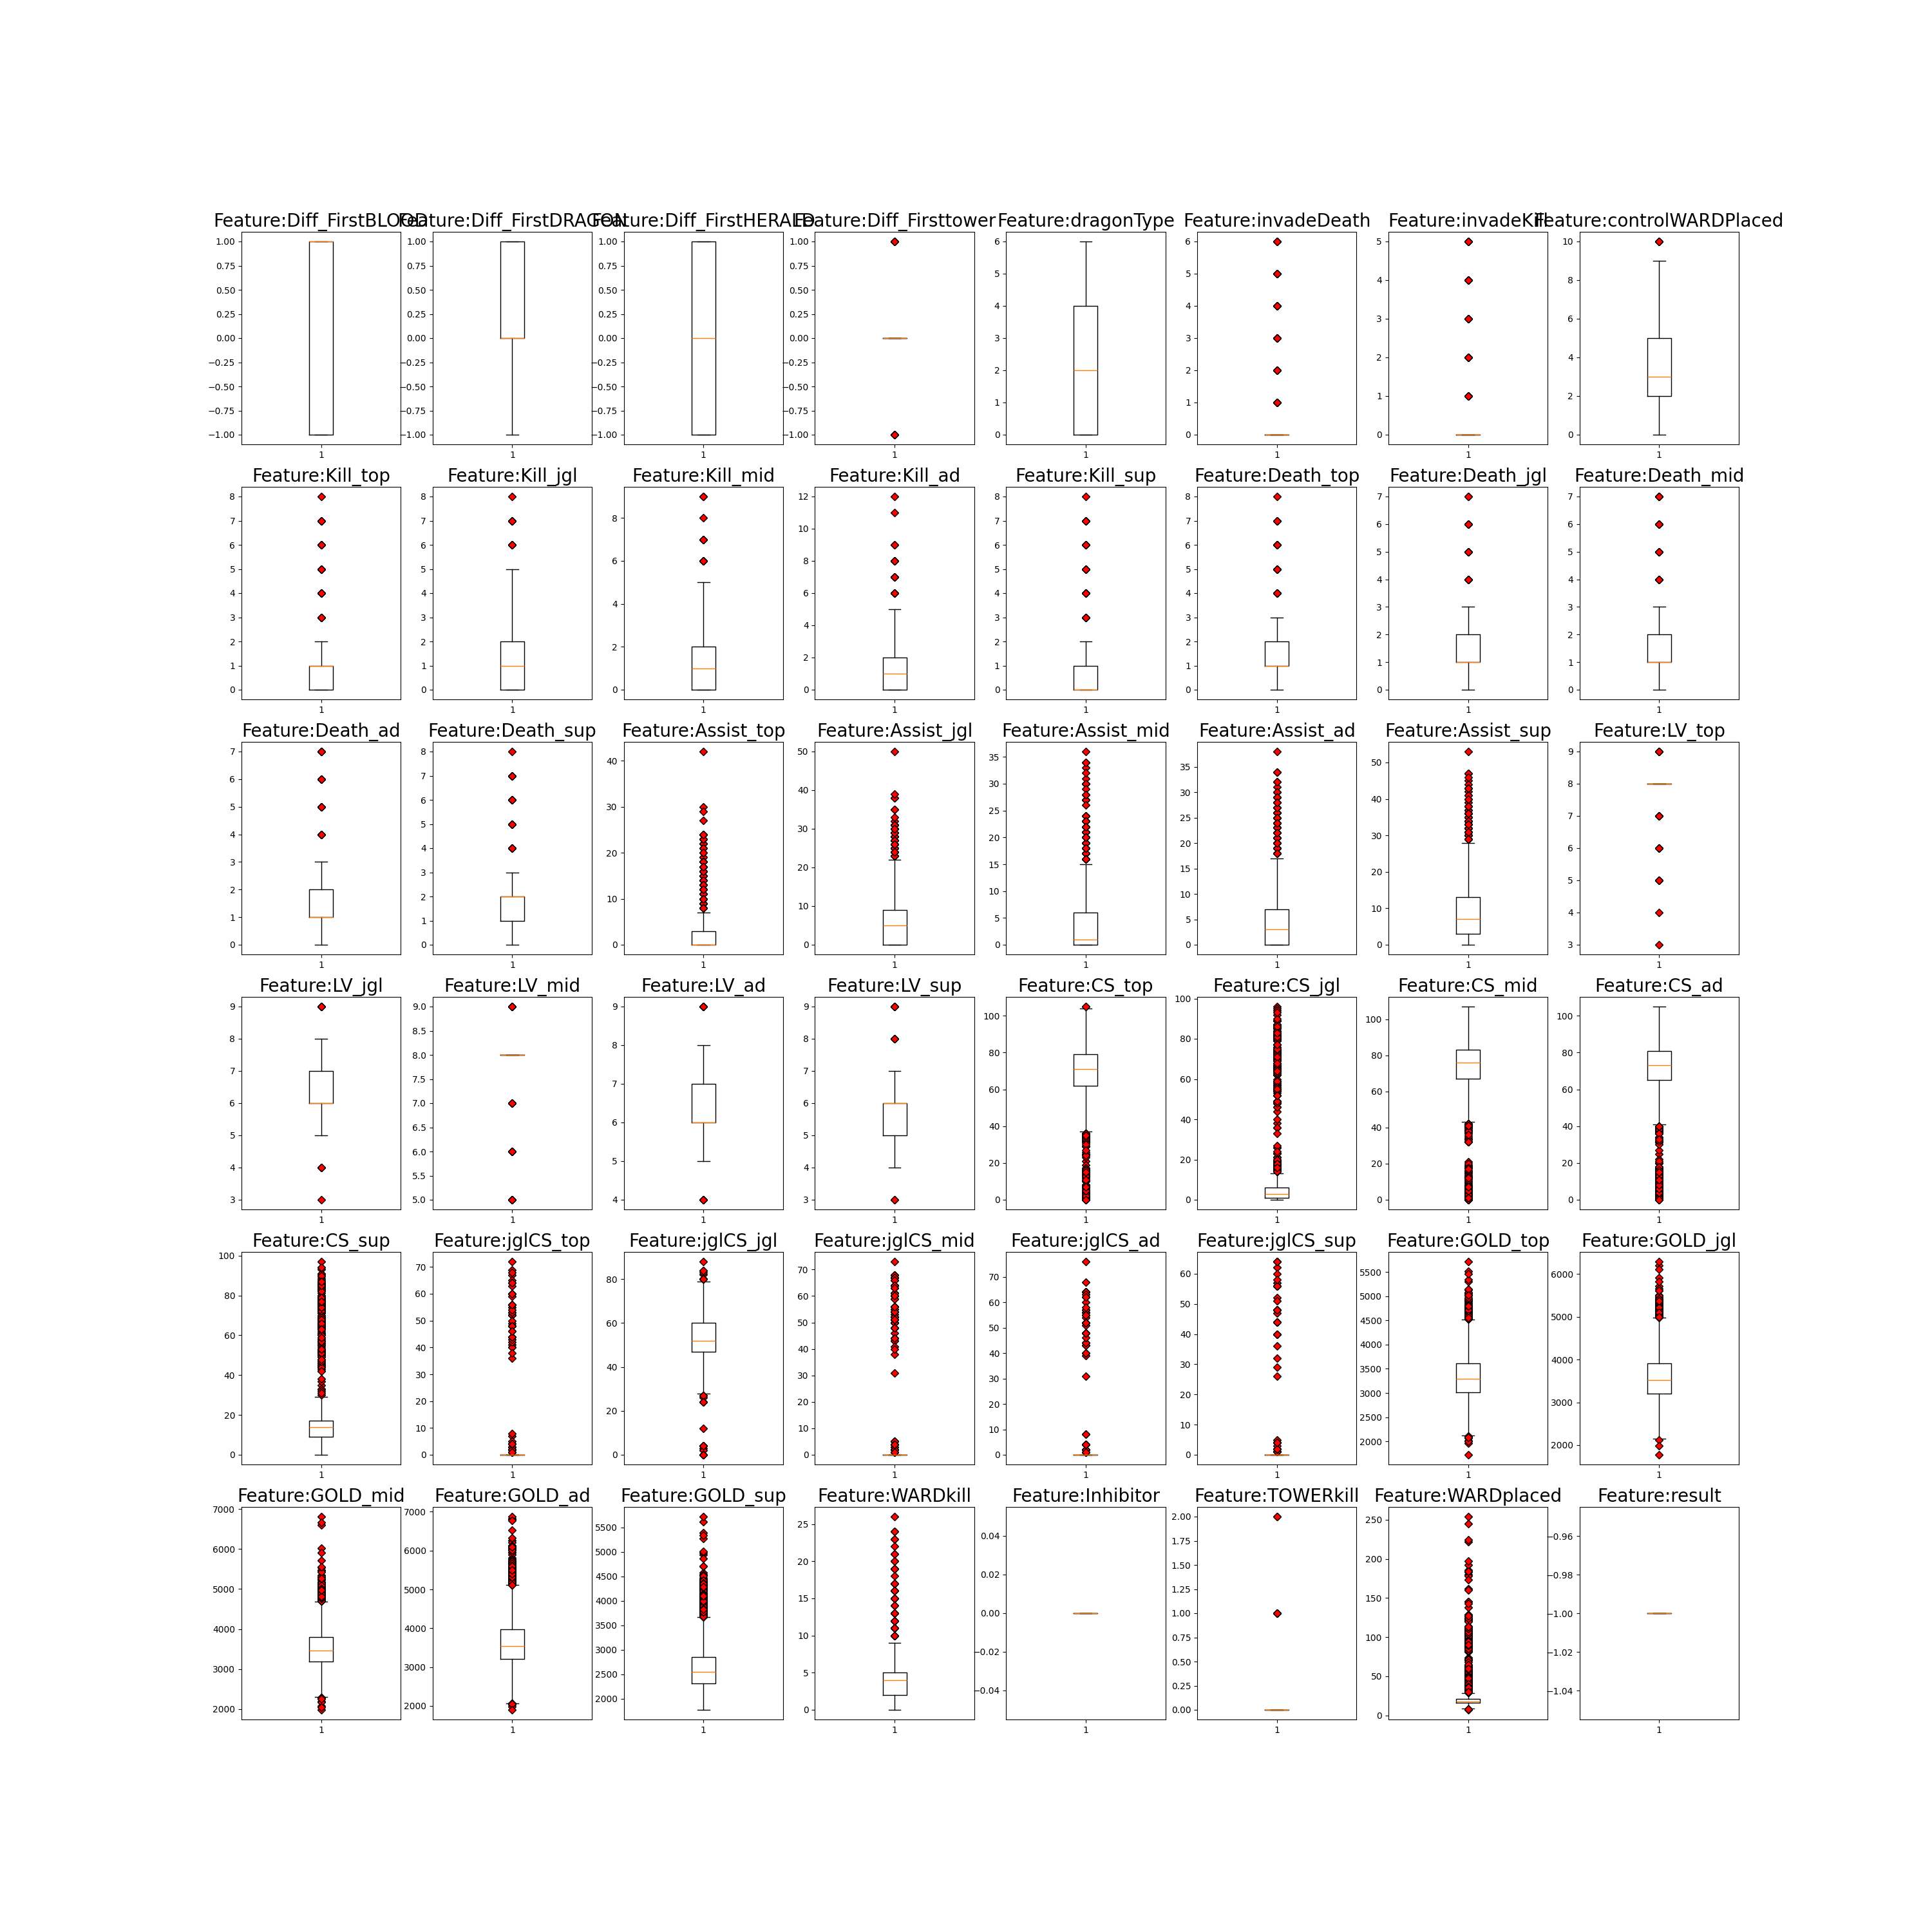 Feature:Diff_FirstBLOOD
1.00 0.75 0.50 0.25 0.00 −0.25 −0.50 −0.75 −1.00
1
Feature:Diff_FirstDRAGON
1.00 0.75 0.50 0.25 0.00 −0.25 −0.50 −0.75 −1.00
1
Feature:Diff_FirstHERALD
1.00 0.75 0.50 0.25 0.00 −0.25 −0.50 −0.75 −1.00
1
Feature:Diff_Firsttower
1.00 0.75 0.50 0.25 0.00 −0.25 −0.50 −0.75 −1.00
1
Feature:dragonType
6 5 4 3 2 1 0
1
Feature:invadeDeath
6 5 4 3 2 1 0
1
Feature:invadeKill
5 4 3 2 1 0
1
Feature:controlWARDPlaced
10 8 6 4 2 0
1
Feature:Kill_top
8 7 6 5 4 3 2 1 0
1
Feature:Kill_jgl
8 7 6 5 4 3 2 1 0
1
Feature:Kill_mid
8 6 4 2 0
1
Feature:Kill_ad
12 10 8 6 4 2 0
1
Feature:Kill_sup
8 7 6 5 4 3 2 1 0
1
Feature:Death_top
8 7 6 5 4 3 2 1 0
1
Feature:Death_jgl
7 6 5 4 3 2 1 0
1
Feature:Death_mid
7 6 5 4 3 2 1 0
1
Feature:Death_ad
7 6 5 4 3 2 1 0
1
Feature:Death_sup
8 7 6 5 4 3 2 1 0
1
Feature:Assist_top
40 30 20 10 0
1
Feature:Assist_jgl
50 40 30 20 10 0
1
Feature:Assist_mid
35 30 25 20 15 10 5 0
1
Feature:Assist_ad
35 30 25 20 15 10 5 0
1
Feature:Assist_sup
50 40 30 20 10 0
1
Feature:LV_top
9 8 7 6 5 4 3
1
Feature:LV_jgl
9 8 7 6 5 4 3
1
Feature:LV_mid
9.0 8.5 8.0 7.5 7.0 6.5 6.0 5.5 5.0
1
Feature:LV_ad
9 8 7 6 5 4
1
Feature:LV_sup
9 8 7 6 5 4 3
1
Feature:CS_top
100 80 60 40 20 0
1
Feature:CS_jgl
100 80 60 40 20 0
1
Feature:CS_mid
100 80 60 40 20 0
1
Feature:CS_ad
100 80 60 40 20 0
1
Feature:CS_sup
100 80 60 40 20 0
1
Feature:jglCS_top
70 60 50 40 30 20 10 0
1
Feature:jglCS_jgl
80 60 40 20 0
1
Feature:jglCS_mid
70 60 50 40 30 20 10 0
1
Feature:jglCS_ad
70 60 50 40 30 20 10 0
1
Feature:jglCS_sup
60 50 40 30 20 10 0
1
Feature:GOLD_top
5500 5000 4500 4000 3500 3000 2500 2000
1
Feature:GOLD_jgl
6000 5000 4000 3000 2000
1
Feature:GOLD_mid
7000 6000 5000 4000 3000 2000
1
Feature:GOLD_ad
7000 6000 5000 4000 3000 2000
1
Feature:GOLD_sup
5500 5000 4500 4000 3500 3000 2500 2000
1
Feature:WARDkill
25 20 15 10 5 0
1
Feature:Inhibitor
0.04 0.02 0.00 −0.02 −0.04
1
Feature:TOWERkill
2.00 1.75 1.50 1.25 1.00 0.75 0.50 0.25 0.00
1
Feature:WARDplaced
250 200 150 100 50 0
1
Feature:result
−0.96 −0.98 −1.00 −1.02 −1.04
1